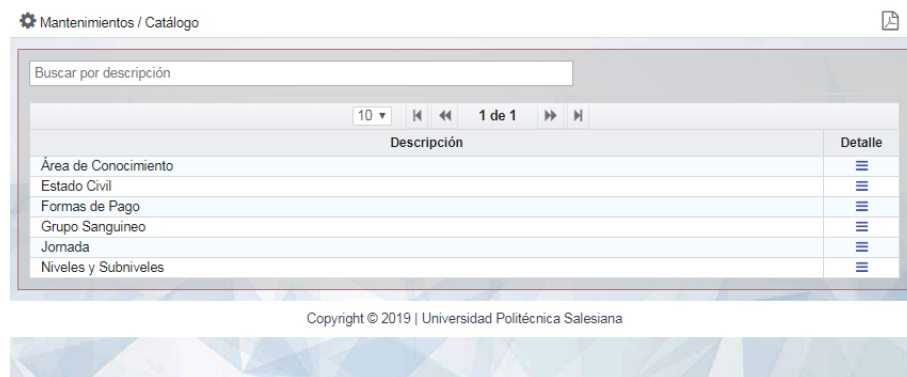 Mantenimientos / Catálogo
Buscar por descripción
10 1 de 1
Descripción Detalle
Área de Conocimiento
Estado Civil
Formas de Pago
Grupo Sanguineo
Jornada
Niveles y Subniveles
Copyright © 2019 | Universidad Politécnica Salesiana